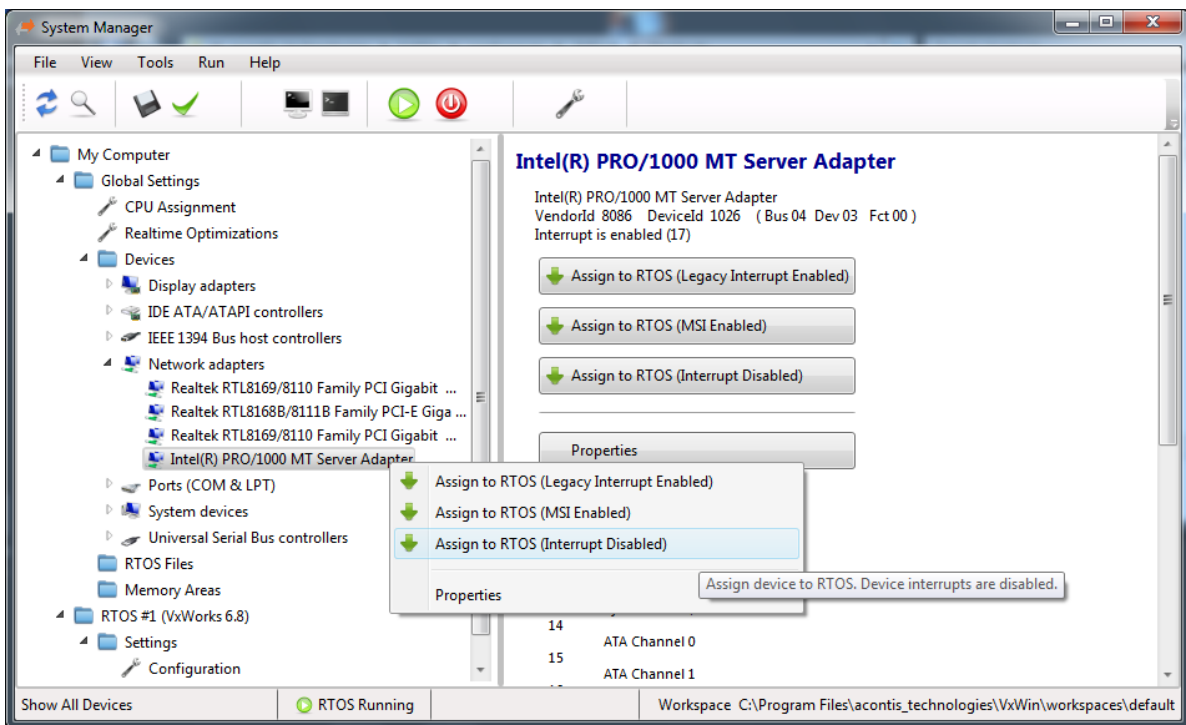 System Manager
File View Tools Run Help
My Computer
Global Settings
CPU Assignment
Realtime Optimizations
Devices
Display adapters
IDE ATA/ATAPI controllers
IEEE 1394 Bus host controllers
Network adapters
Realtek RTL8169/8110 Family PCI Gigabit ...
Realtek RTL8168B/8111B Family PCI-E Giga ...
Realtek RTL8169/8110 Family PCI Gigabit ...
Intel(R) PRO/1000 MT Server Adapter
Ports (COM & LPT)
System devices
Universal Serial Bus controllers
RTOS Files
Memory Areas
RTOS #1 (VxWorks 6.8)
Settings
Configuration
Intel(R) PRO/1000 MT Server Adapter
Intel(R) PRO/1000 MT Server Adapter
VendorId 8086 DeviceId 1026 ( Bus 04 Dev 03 Fct 00 )
Interrupt is enabled (17)
Assign to RTOS (Legacy Interrupt Enabled)
Assign to RTOS (MSI Enabled)
Assign to RTOS (Interrupt Disabled)
Properties
Assign to RTOS (Legacy Interrupt Enabled)
Assign to RTOS (MSI Enabled)
Assign to RTOS (Interrupt Disabled)
Properties
Assign device to RTOS. Device interrupts are disabled.
14
ATA Channel 0
15
ATA Channel 1
Show All Devices
RTOS Running
Workspace C:\Program Files\acontis_technologies\VxWin\workspaces\default